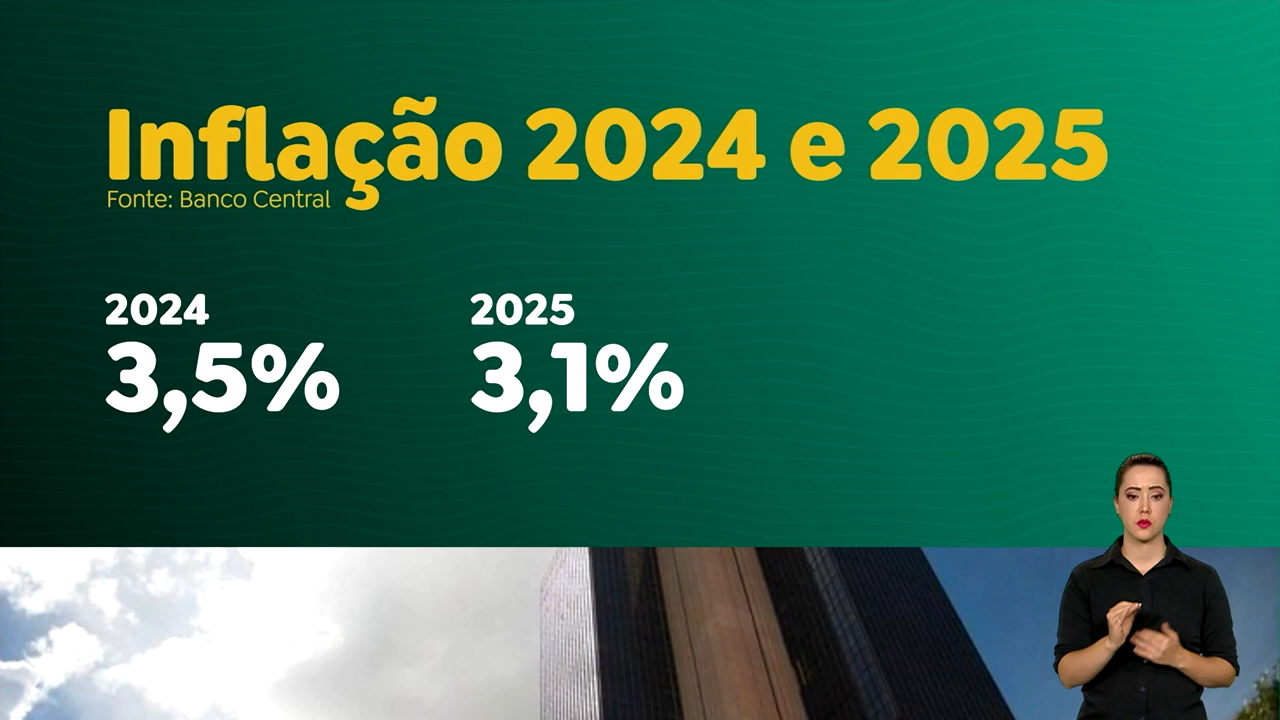 Inflação 2024 e 2025
Fonte: Banco Central
2024
3,5%
2025
3,1%